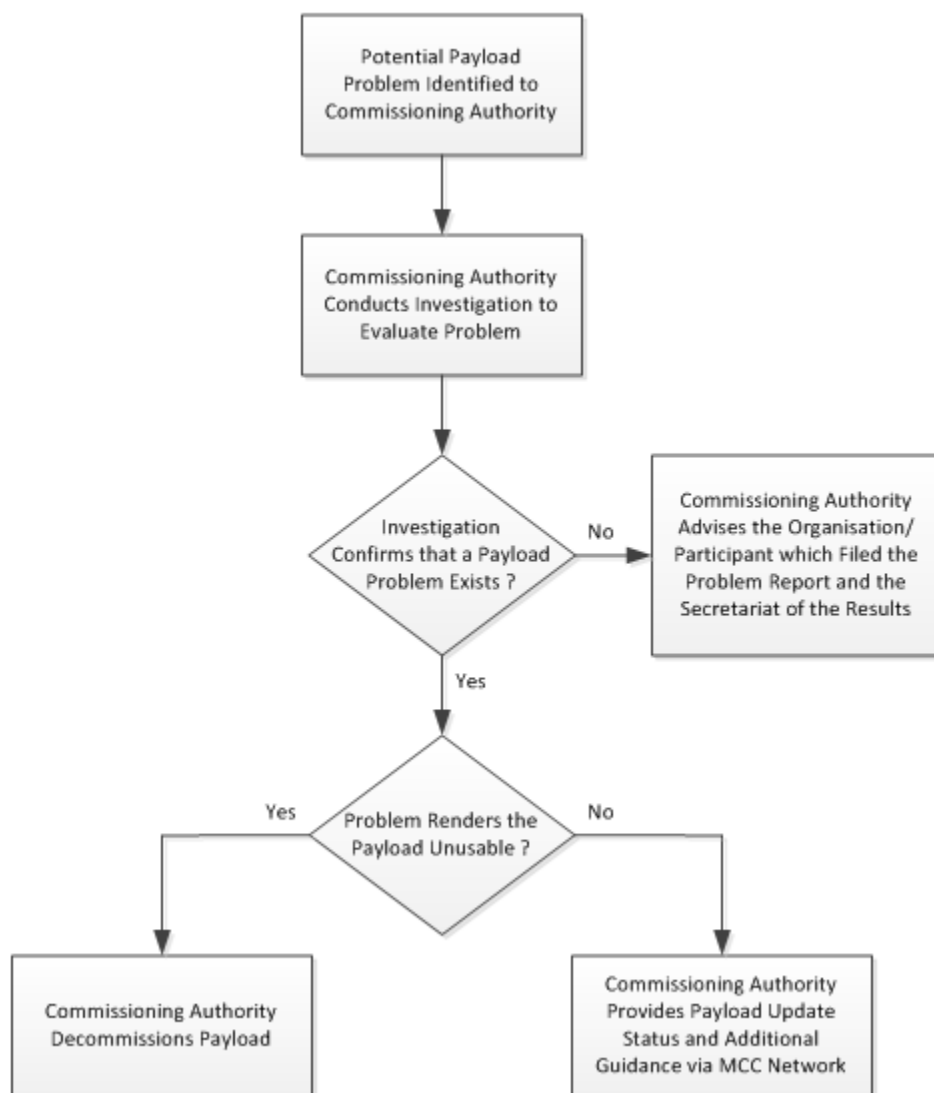 Potential Payload
Problem Identified to
Commissioning Authority
Commissioning Authority
Conducts Investigation to
Evaluate Problem
Investigation
Confirms that a Payload
Problem Exists ?
No
Commissioning Authority
Advises the Organisation/
Participant which Filed the
Problem Report and the
Secretariat of the Results
Yes
Problem Renders the
Payload Unusable ?
Yes
No
Commissioning Authority
Decommissions Payload
Commissioning Authority
Provides Payload Update
Status and Additional
Guidance via MCC Network